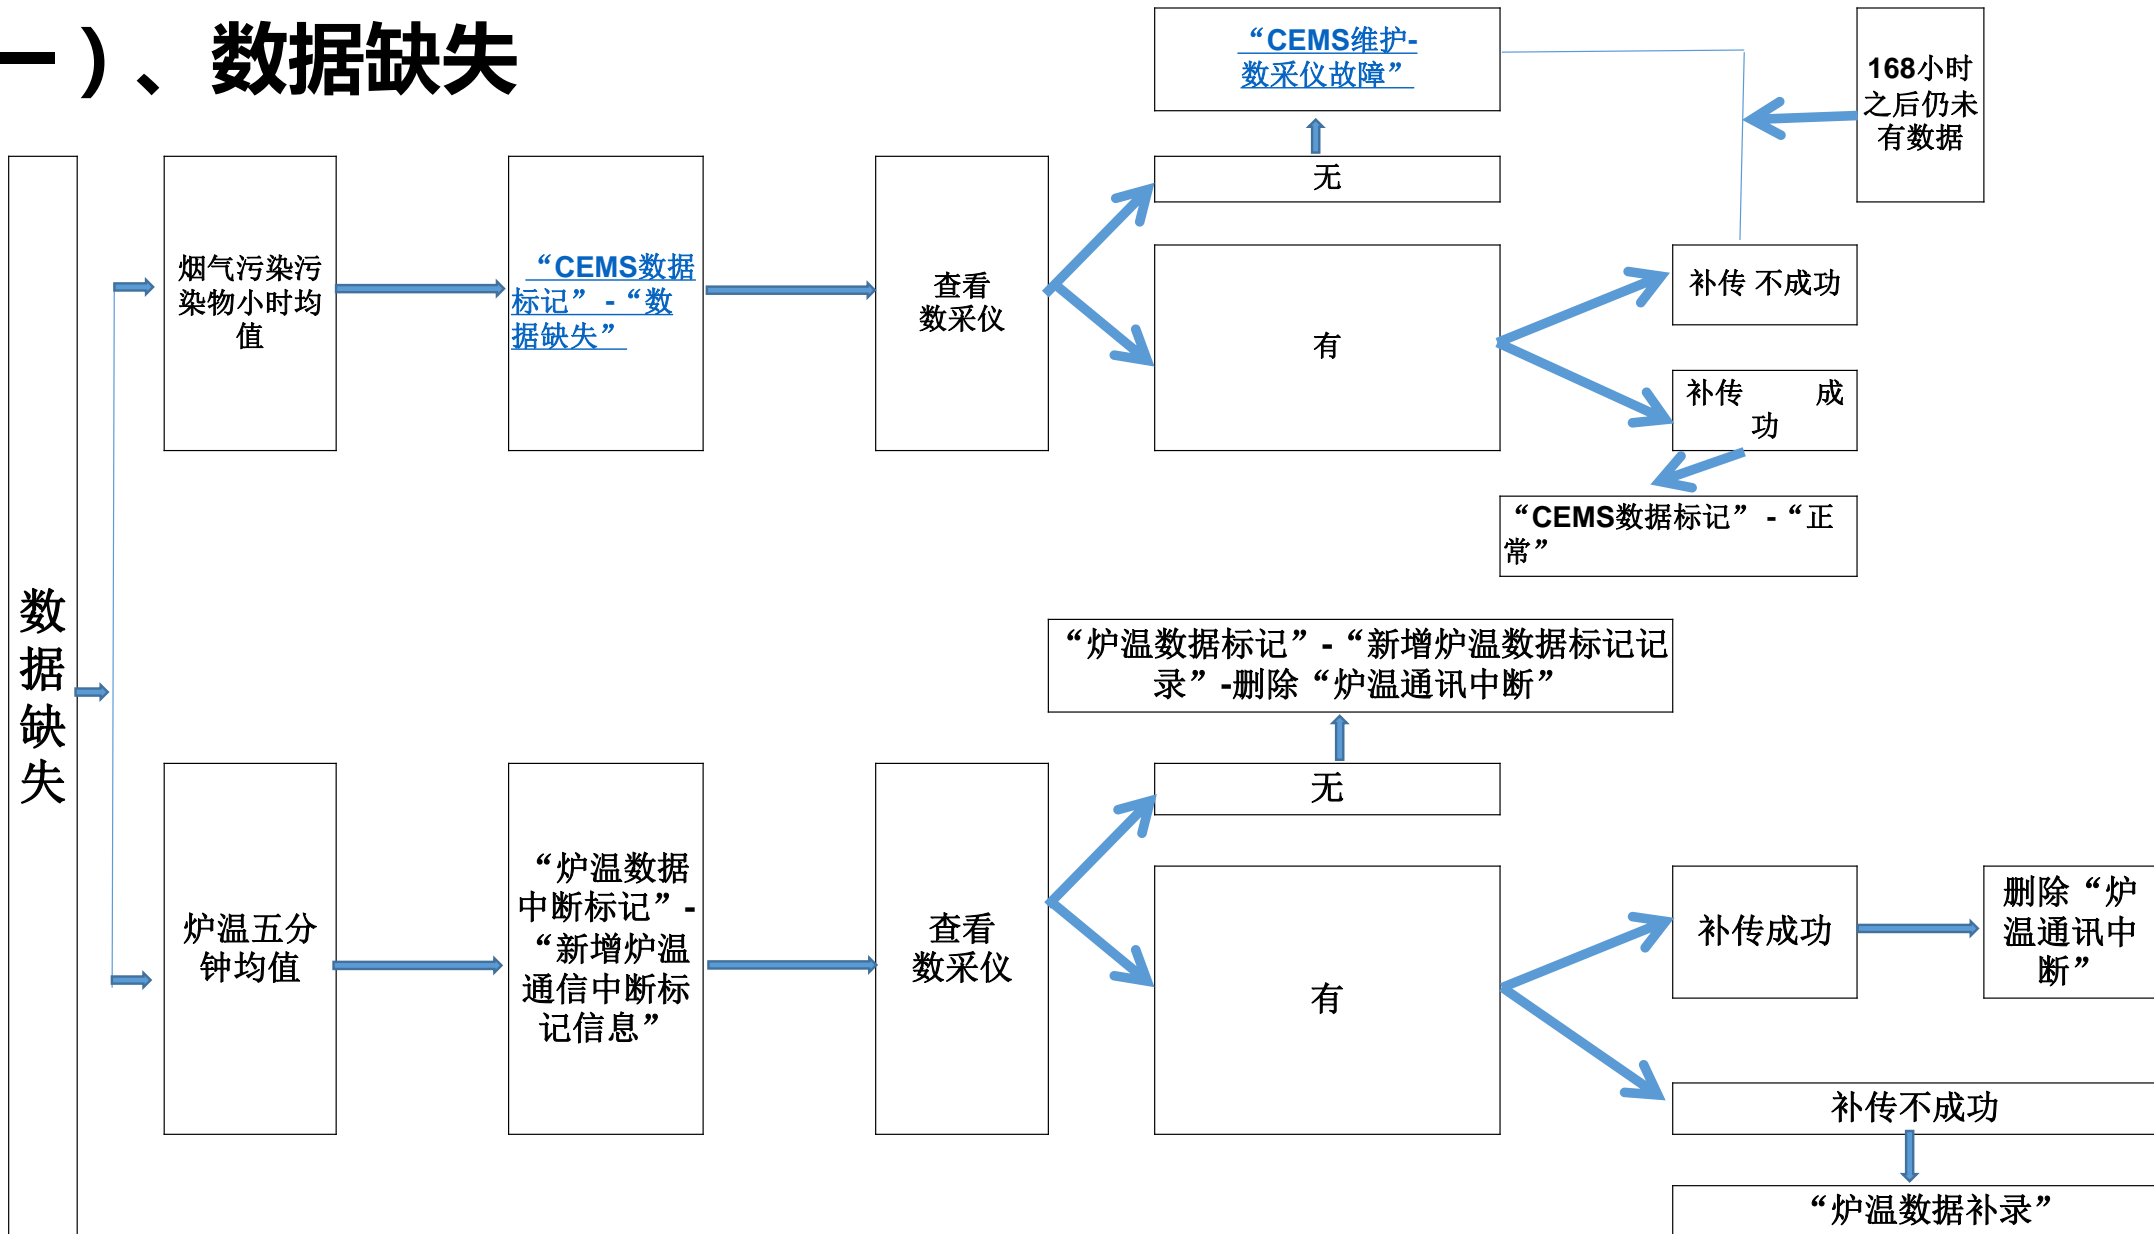 一）、数据缺失
“CEMS维护-
数采仪故障”
168小时
之后仍未
有数据
无
烟气污染污
染物小时均
值
“CEMS数据
标记” - “数
据缺失”
查看
数采仪
有
补传 不成功
补传 成
功
“CEMS数据标记” - “正
常”
数
据
缺
失
“炉温数据标记” - “新增炉温数据标记记
录” -删除“炉温通讯中断”
无
炉温五分
钟均值
“炉温数据
中断标记” -
“新增炉温
通信中断标
记信息”
查看
数采仪
有
补传成功
删除“炉
温通讯中
断”
补传不成功
“炉温数据补录”